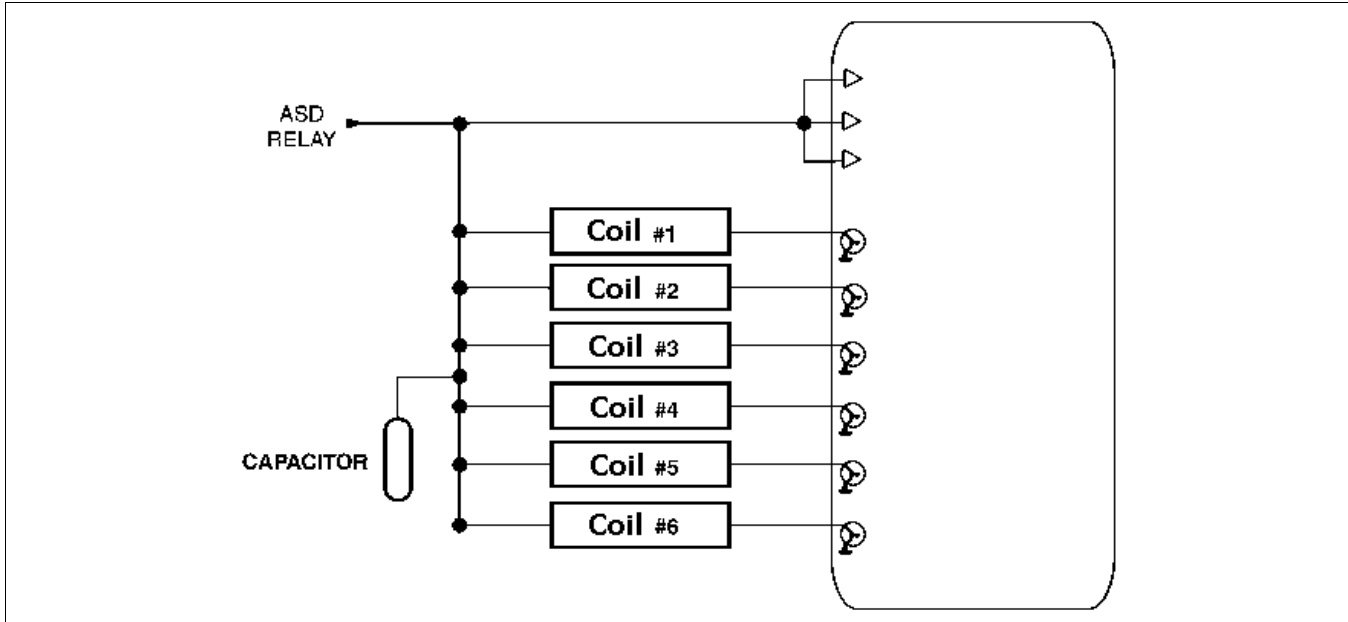 ASD
RELAY
Coil #1
Coil #2
Coil #3
Coil #4
Coil #5
Coil #6
CAPACITOR